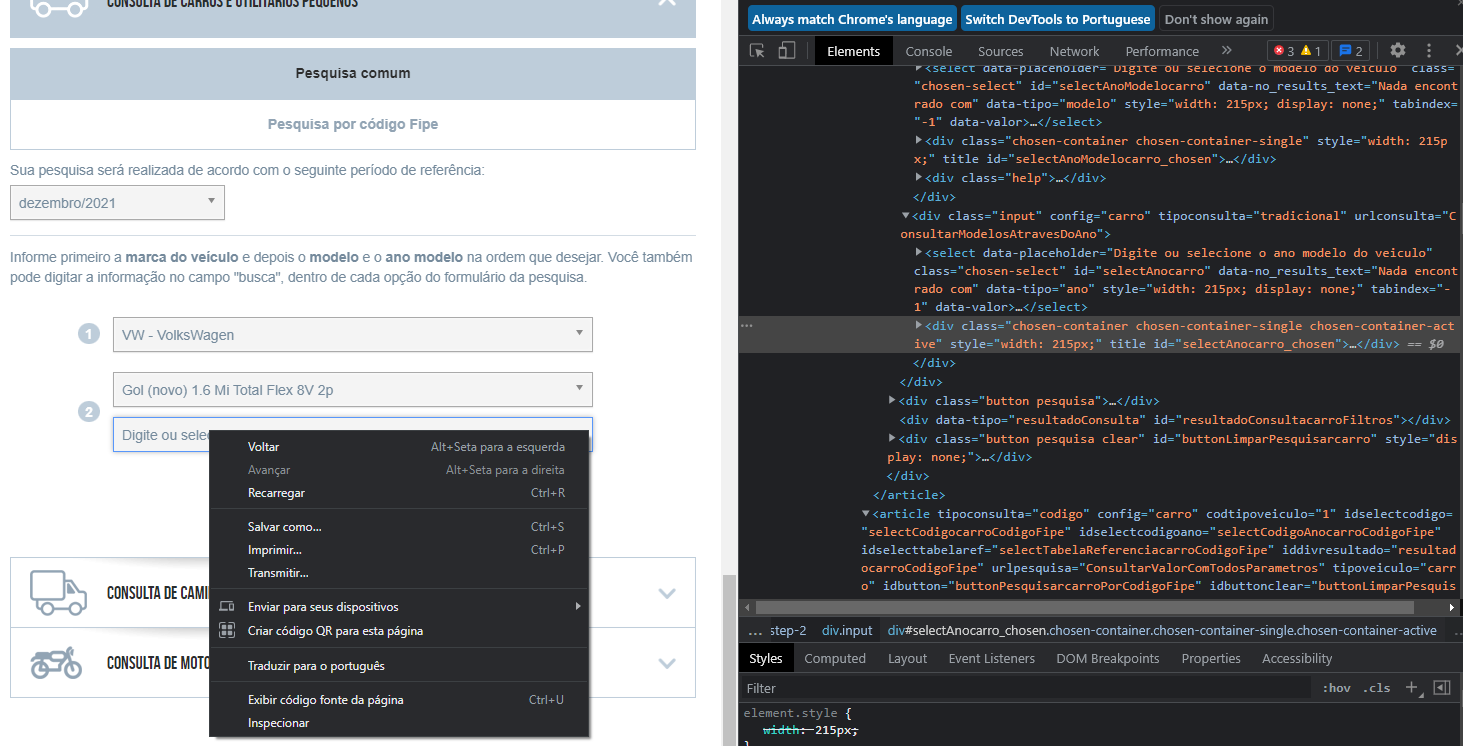 CONSULTA DE CARROS E UTILITÁRIOS PEQUENOS
Pesquisa comum
Pesquisa por código Fipe
Sua pesquisa será realizada de acordo com o seguinte período de referência:
dezembro/2021
Informe primeiro a marca do veículo e depois o modelo e o ano modelo na ordem que desejar. Você também
pode digitar a informação no campo "busca", dentro de cada opção do formulário da pesquisa.
1
VW - VolksWagen
Gol (novo) 1.6 Mi Total Flex 8V 2p
2
Digite ou sele
Voltar Alt+Seta para a esquerda
Avançar Alt+Seta para a direita
Recarregar Ctrl+R
Salvar como... Ctrl+S
Imprimir... Ctrl+P
Transmitir...
Enviar para seus dispositivos
Criar código QR para esta página
Traduzir para o português
Exibir código fonte da página Ctrl+U
Inspecionar
CONSULTA DE CAMI
CONSULTA DE MOTO
Always match Chrome's language Switch DevTools to Portuguese Don't show again
Elements Console Sources Network Performance » 3 1 2
<select data-placeholder="Digite ou selecione o modelo do veiculo" class=
"chosen-select" id="selectAnoModelocarro" data-no_results_text="Nada encont
rado com" data-tipo="modelo" style="width: 215px; display: none;" tabindex=
"-1" data-valor>…</select>
<div class="chosen-container chosen-container-single" style="width: 215p
x;" title id="selectAnoModelocarro_chosen">…</div>
<div class="help">…</div>
</div>
<div class="input" config="carro" tipoconsulta="tradicional" urlconsulta="C
onsultarModelosAtravesDoAno">
<select data-placeholder="Digite ou selecione o ano modelo do veiculo"
class="chosen-select" id="selectAnocarro" data-no_results_text="Nada encont
rado com" data-tipo="ano" style="width: 215px; display: none;" tabindex="-
1" data-valor>…</select>
… <div class="chosen-container chosen-container-single chosen-container-act
ive" style="width: 215px;" title id="selectAnocarro_chosen">…</div> == $0
</div>
</div>
<div class="button pesquisa">…</div>
<div data-tipo="resultadoConsulta" id="resultadoConsultacarroFiltros"></div>
<div class="button pesquisa clear" id="buttonLimparPesquisarcarro" style="dis
play: none;">…</div>
</div>
</article>
<article tipoconsulta="codigo" config="carro" codtipoveiculo="1" idselectcodigo=
"selectCodigocarroCodigoFipe" idselectcodigoano="selectCodigoAnocarroCodigoFipe"
idselecttabelaref="selectTabelaReferenciacarroCodigoFipe" iddivresultado="resultad
ocarroCodigoFipe" urlpesquisa="ConsultarValorComTodosParametros" tipoveiculo="carr
o" idbutton="buttonPesquisarcarroPorCodigoFipe" idbuttonclear="buttonLimparPesquis
... step-2 div.input div#selectAnocarro_chosen.chosen-container.chosen-container-single.chosen-container-active ...
Styles Computed Layout Event Listeners DOM Breakpoints Properties Accessibility
Filter :hov .cls +
element.style {
width: 215px;
}